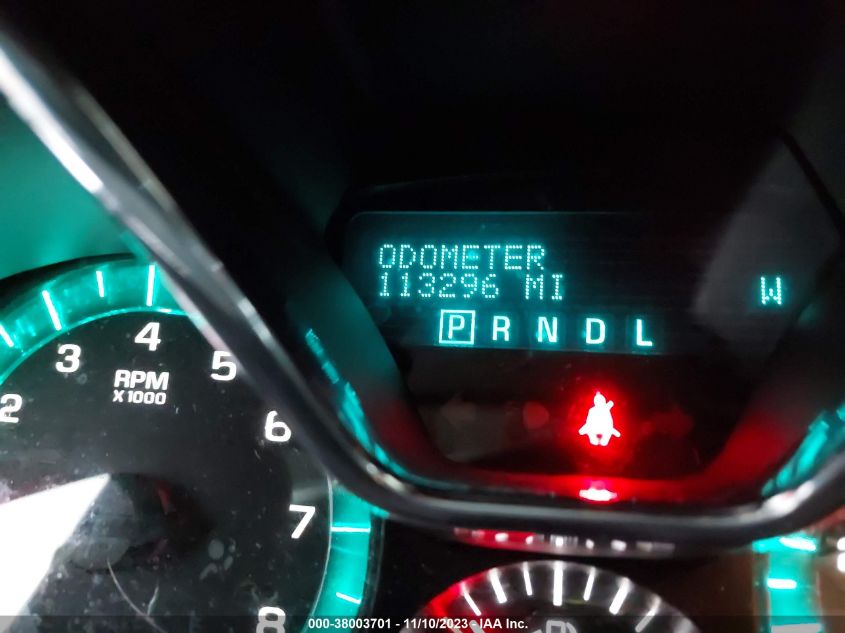 ODOMETER
113296 MI
W
P R N D L
2
3
4
5
6
7
8
RPM
X1000
000-38003701 - 11/10/2023 - IAA Inc.